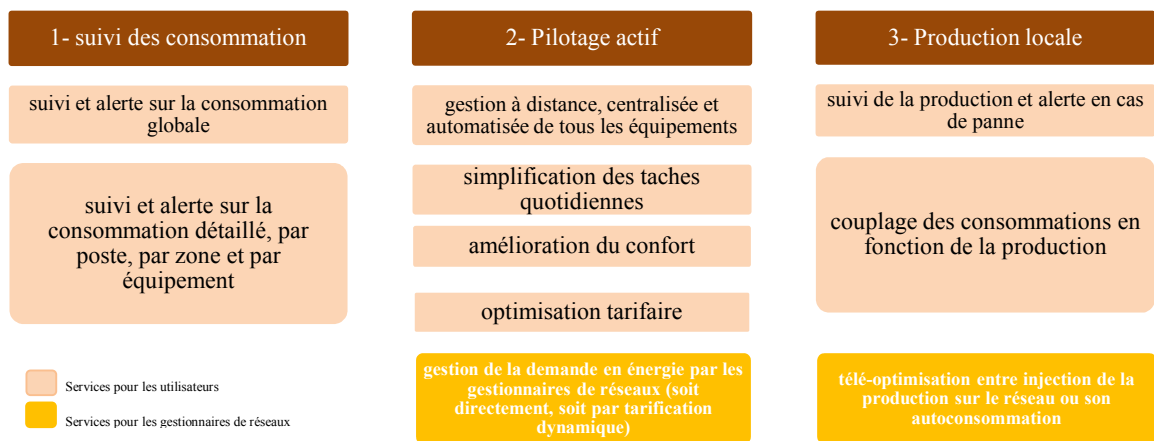 1- suivi des consommation
suivi et alerte sur la consommation
globale
suivi et alerte sur la
consommation détaillé, par
poste, par zone et par
équipement
2- Pilotage actif
gestion à distance, centralisée et
automatisée de tous les équipements
simplification des taches
quotidiennes
amélioration du confort
optimisation tarifaire
gestion de la demande en énergie par les
gestionnaires de réseaux (soit
directement, soit par tarification
dynamique)
3- Production locale
suivi de la production et alerte en cas
de panne
couplage des consommations en
fonction de la production
télé-optimisation entre injection de la
production sur le réseau ou son
autoconsommation
Services pour les utilisateurs
Services pour les gestionnaires de réseaux